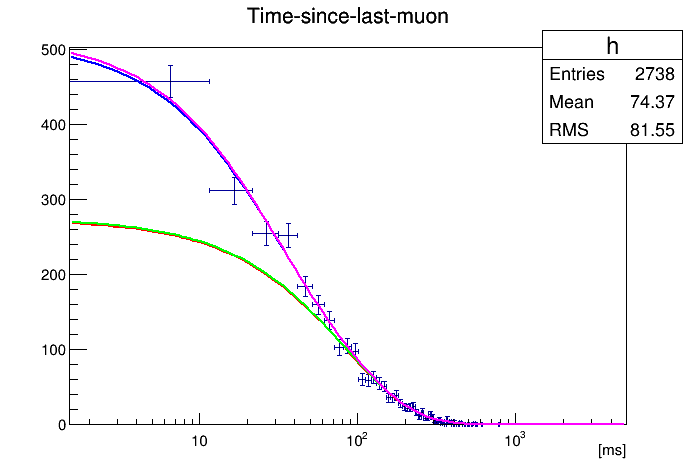 Time-since-last-muon
h
Entries 2738
Mean 74.37
RMS 81.55
500
400
300
200
100
0
10
10²
10³
[ms]